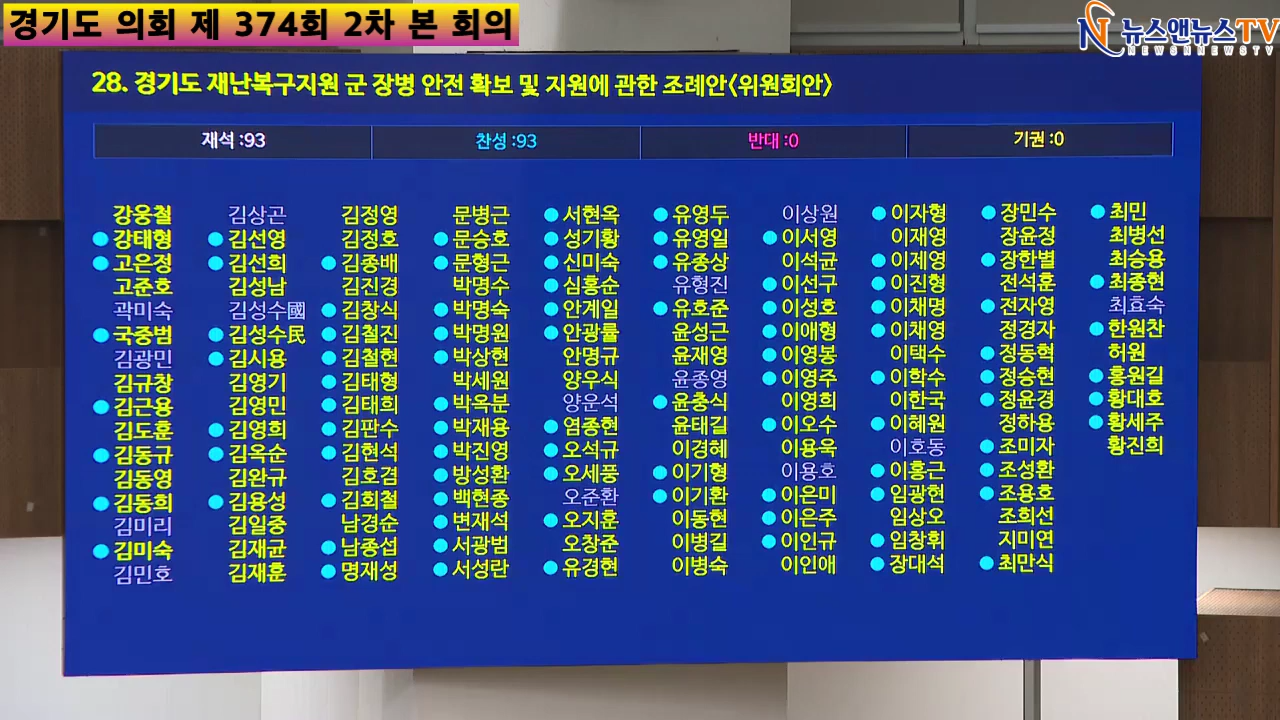 경기도 의회 제 374회 2차 본 회의
뉴스앤뉴스TV
NEWSNNEWSTV
28. 경기도 재난복구지원 군 장병 안전 확보 및 지원에 관한 조례안(위원회안)
재석 :93 찬성 :93 반대 :0 기권 :0
강웅철 김상곤 김정영 문병근 서현옥 유영두 이상원 이자형 장민수 최민
강태형 김선영 김정호 문승호 성기황 유영일 이서영 이재영 장윤정 최병선
고은정 김선희 김종배 문형근 신미숙 유종상 이석균 이제영 장한별 최승용
고준호 김성남 김진경 박명수 심홍순 유형진 이선구 이진형 전석훈 최종현
곽미숙 김성수國 김창식 박명숙 안계일 유호준 이성호 이채명 전자영 최효숙
국중범 김성수民 김철진 박명원 안광률 윤성근 이애형 이채영 정경자 한원찬
김광민 김시용 김철현 박상현 안명규 윤재영 이영봉 이택수 정동혁 허원
김규창 김영기 김태형 박세원 양우식 윤종영 이영주 이학수 정승현 홍원길
김근용 김영민 김태희 박옥분 양운석 윤충식 이영희 이한국 정윤경 황대호
김도훈 김영희 김판수 박재용 염종현 윤태길 이오수 이혜원 정하용 황세주
김동규 김옥순 김현석 박진영 오석규 이경혜 이용욱 이호동 조미자 황진희
김동영 김완규 김호겸 방성환 오세풍 이기형 이용호 이홍근 조성환
김동희 김용성 김회철 백현종 오준환 이기환 이은미 임광현 조용호
김미리 김일중 남경순 변재석 오지훈 이동현 이은주 임상오 조희선
김미숙 김재균 남종섭 서광범 오창준 이병길 이인규 임창휘 지미연
김민호 김재훈 명재성 서성란 유경현 이병숙 이인애 장대석 최만식